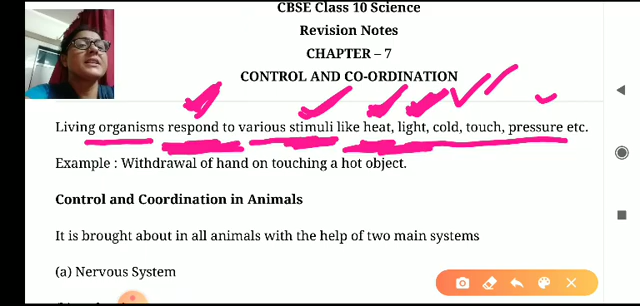 CBSE Class 10 Science
Revision Notes
CHAPTER – 7
CONTROL AND CO-ORDINATION
Living organisms respond to various stimuli like heat, light, cold, touch, pressure etc.
Example : Withdrawal of hand on touching a hot object.
Control and Coordination in Animals
It is brought about in all animals with the help of two main systems
(a) Nervous System